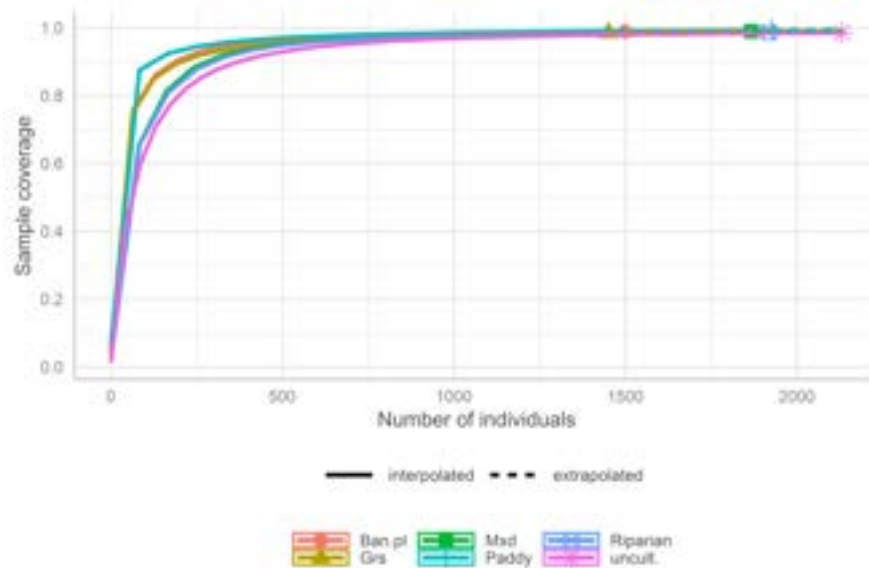 1.0
0.8
0.6
0.4
0.2
0.0
Sample coverage
0 500 1000 1500 2000
Number of individuals
interpolated extrapolated
Ban.pl Mxd Riparian
Grs Paddy uncult.